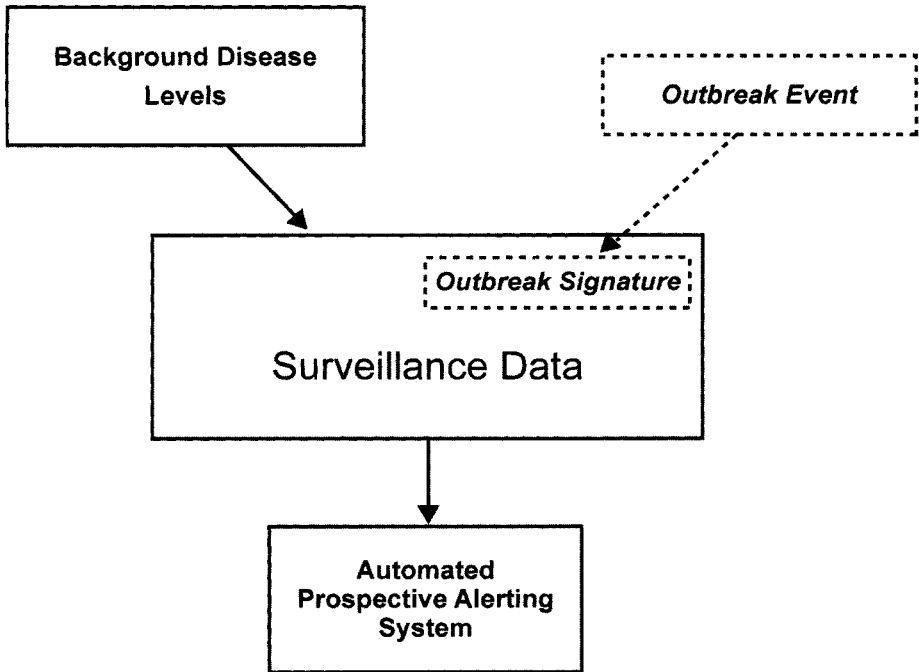 Background Disease
Levels
Outbreak Event
Outbreak Signature
Surveillance Data
Automated
Prospective Alerting
System